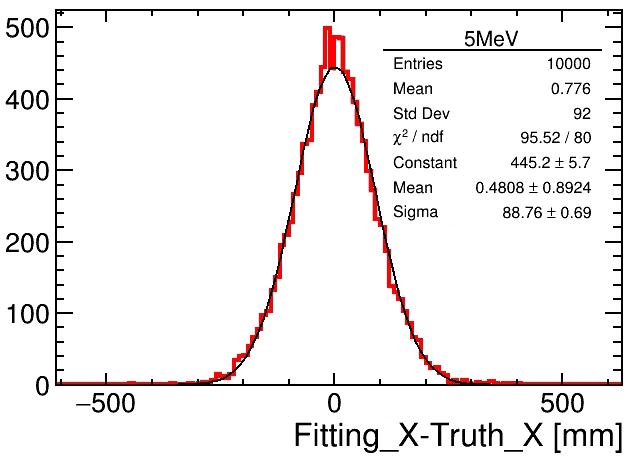 500
400
300
200
100
0
5MeV
Entries 10000
Mean 0.776
Std Dev 92
χ² / ndf 95.52 / 80
Constant 445.2 ± 5.7
Mean 0.4808 ± 0.8924
Sigma 88.76 ± 0.69
−500 0 500
Fitting_X-Truth_X [mm]